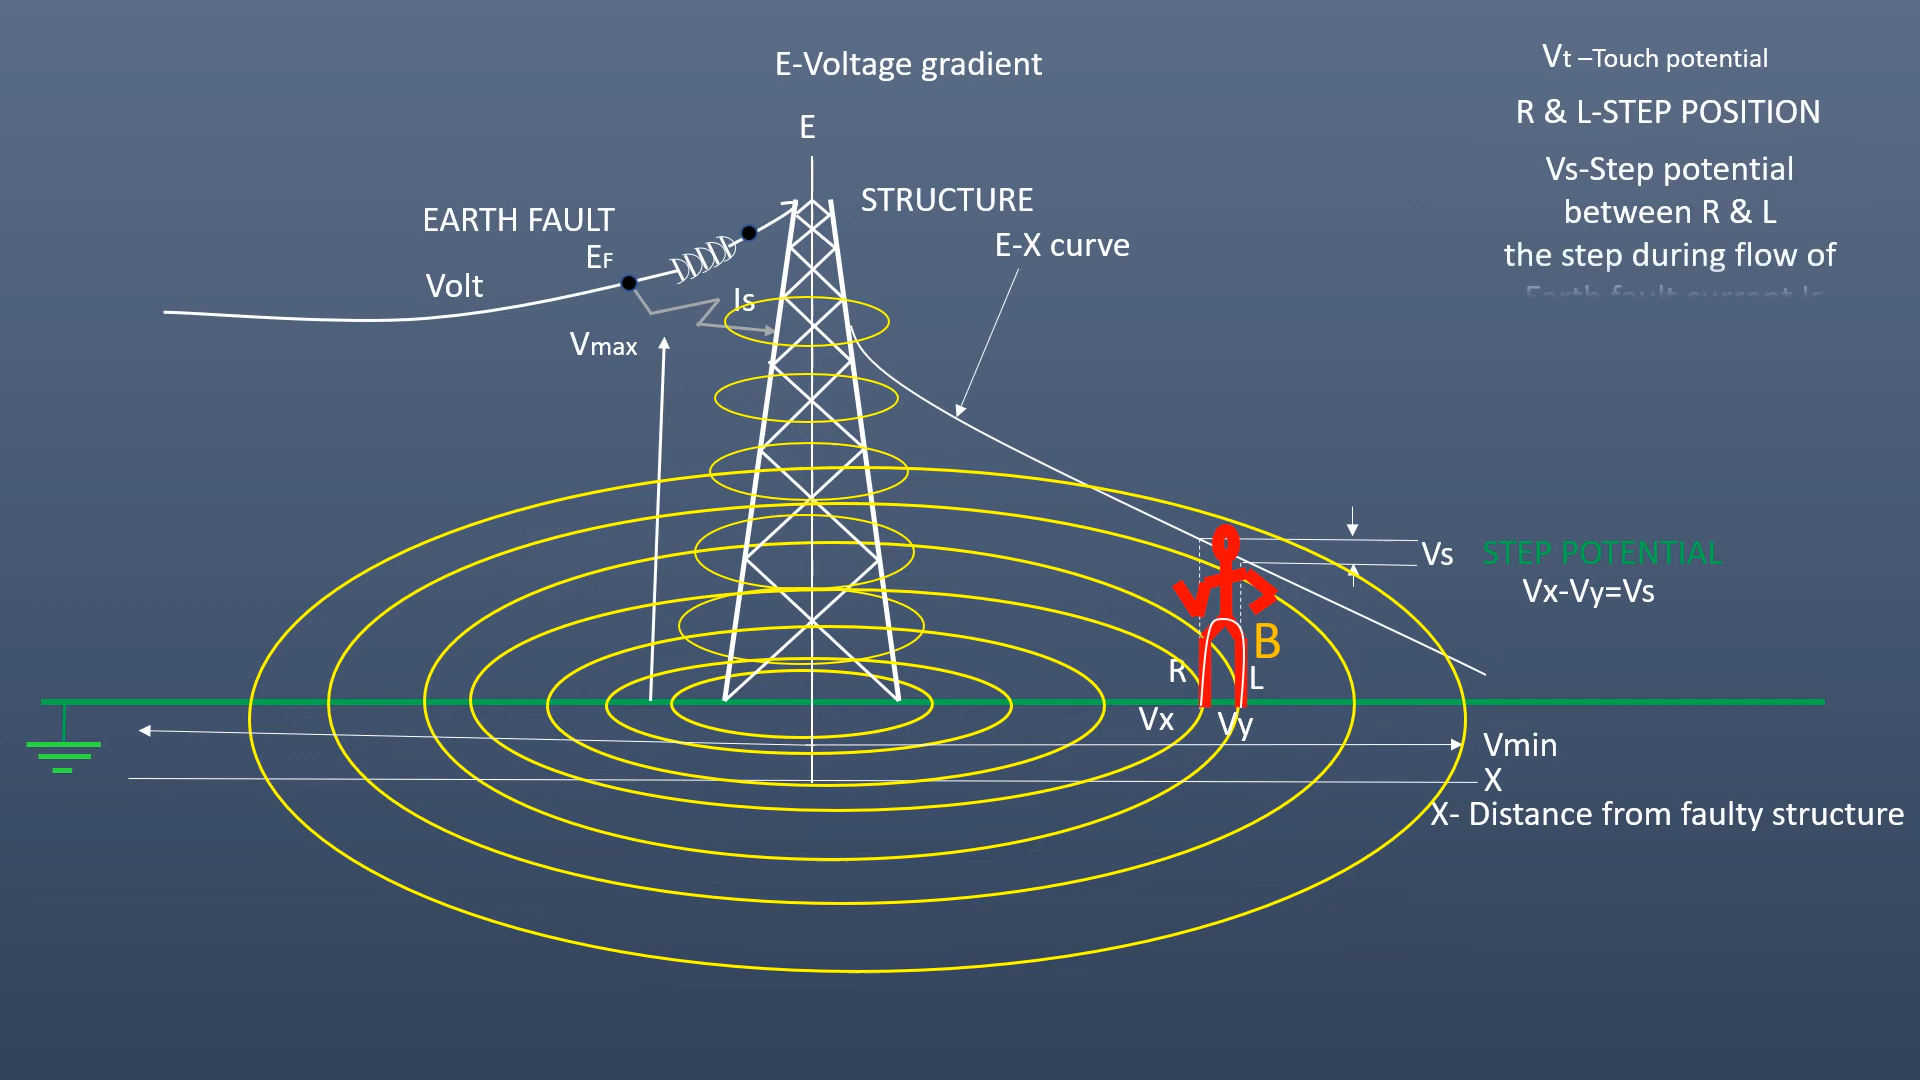 E-Voltage gradient
E
STRUCTURE
EARTH FAULT
EF
Volt
Is
Vmax
E-X curve
Vt –Touch potential
R & L-STEP POSITION
Vs-Step potential
between R & L
the step during flow of
Vs
STEP POTENTIAL
Vx-Vy=Vs
B
R
L
Vx
Vy
Vmin
X
X- Distance from faulty structure